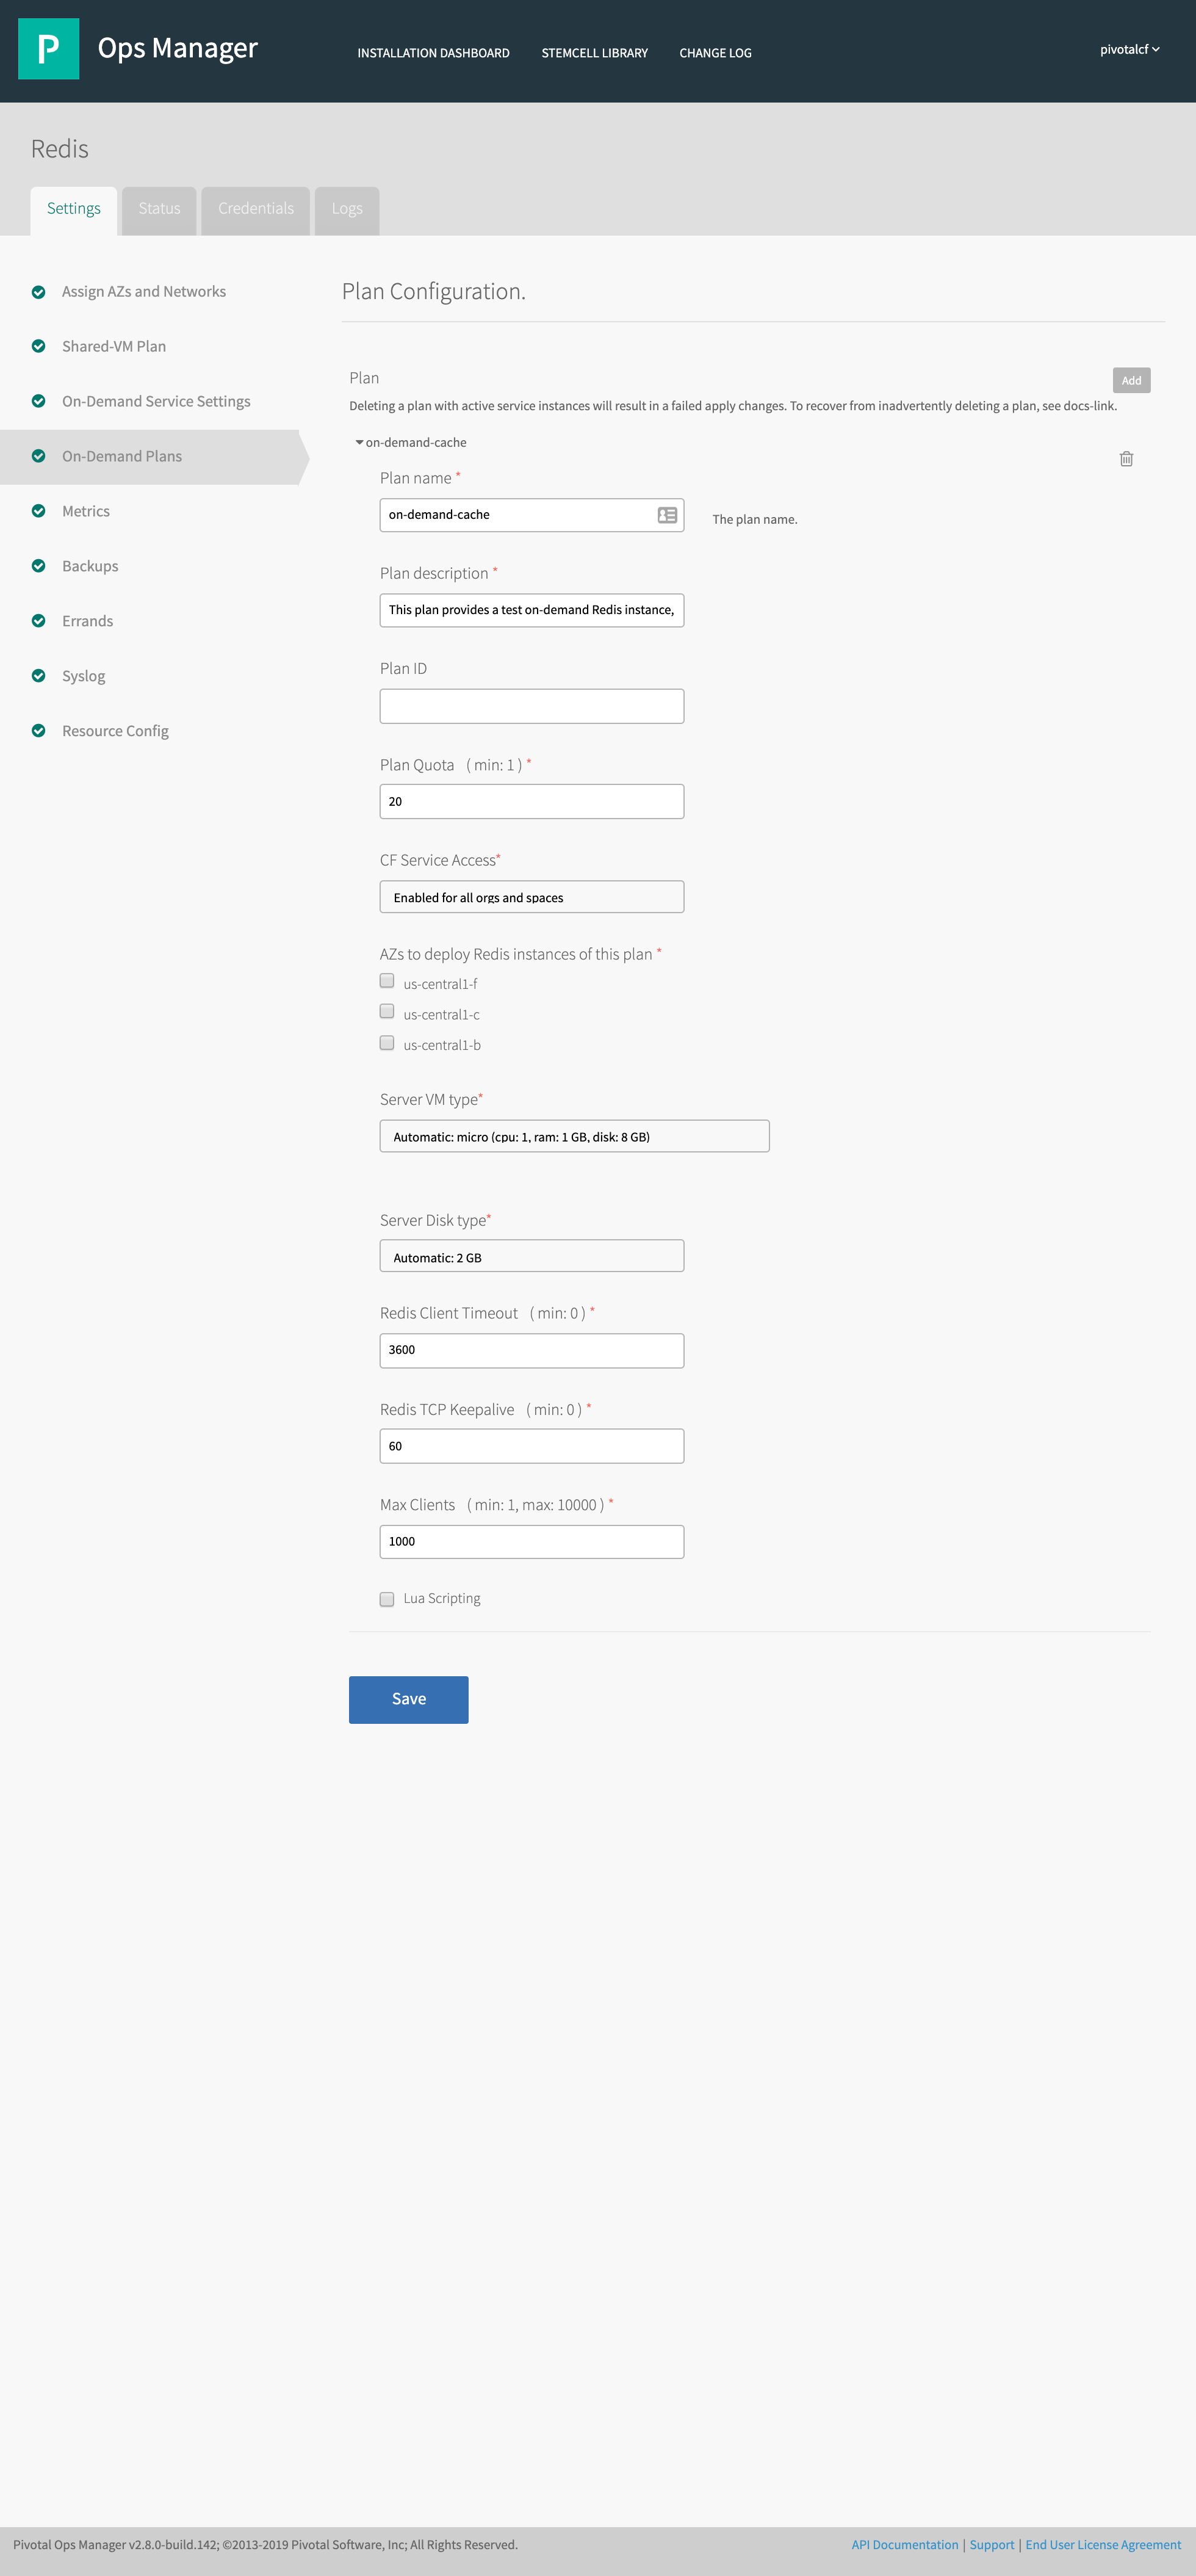 P
Ops Manager
INSTALLATION DASHBOARD STEMCELL LIBRARY CHANGE LOG
pivotalcf
Redis
Settings Status Credentials Logs
Assign AZs and Networks
Shared-VM Plan
On-Demand Service Settings
On-Demand Plans
Metrics
Backups
Errands
Syslog
Resource Config
Plan Configuration.
Plan
Add
Deleting a plan with active service instances will result in a failed apply changes. To recover from inadvertently deleting a plan, see docs-link.
on-demand-cache
Plan name *
on-demand-cache
The plan name.
Plan description *
This plan provides a test on-demand Redis instance,
Plan ID
Plan Quota ( min: 1 ) *
20
CF Service Access*
Enabled for all orgs and spaces
AZs to deploy Redis instances of this plan *
us-central1-f
us-central1-c
us-central1-b
Server VM type*
Automatic: micro (cpu: 1, ram: 1 GB, disk: 8 GB)
Server Disk type*
Automatic: 2 GB
Redis Client Timeout ( min: 0 ) *
3600
Redis TCP Keepalive ( min: 0 ) *
60
Max Clients ( min: 1, max: 10000 ) *
1000
Lua Scripting
Save
Pivotal Ops Manager v2.8.0-build.142; ©2013-2019 Pivotal Software, Inc; All Rights Reserved.
API Documentation | Support | End User License Agreement